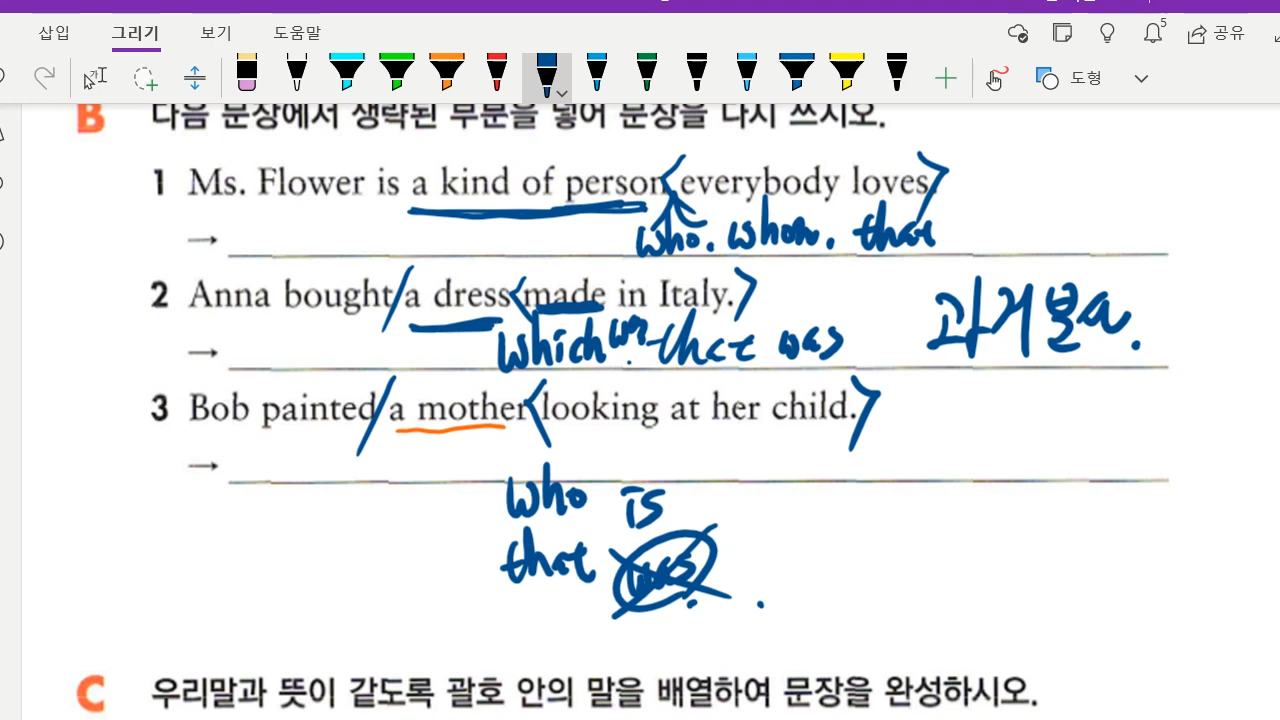 삽입 그리기 보기 도움말 5 공유
가 도형
B 다음 문장에서 생략된 부분을 넣어 문장을 다시 쓰시오.
1 Ms. Flower is a kind of person everybody loves.
→ who. whom. that
2 Anna bought a dress made in Italy.
과거분사.
→ which was. that was
3 Bob painted a mother looking at her child.
→
who is
that was.
C 우리말과 뜻이 같도록 괄호 안의 말을 배열하여 문장을 완성하시오.